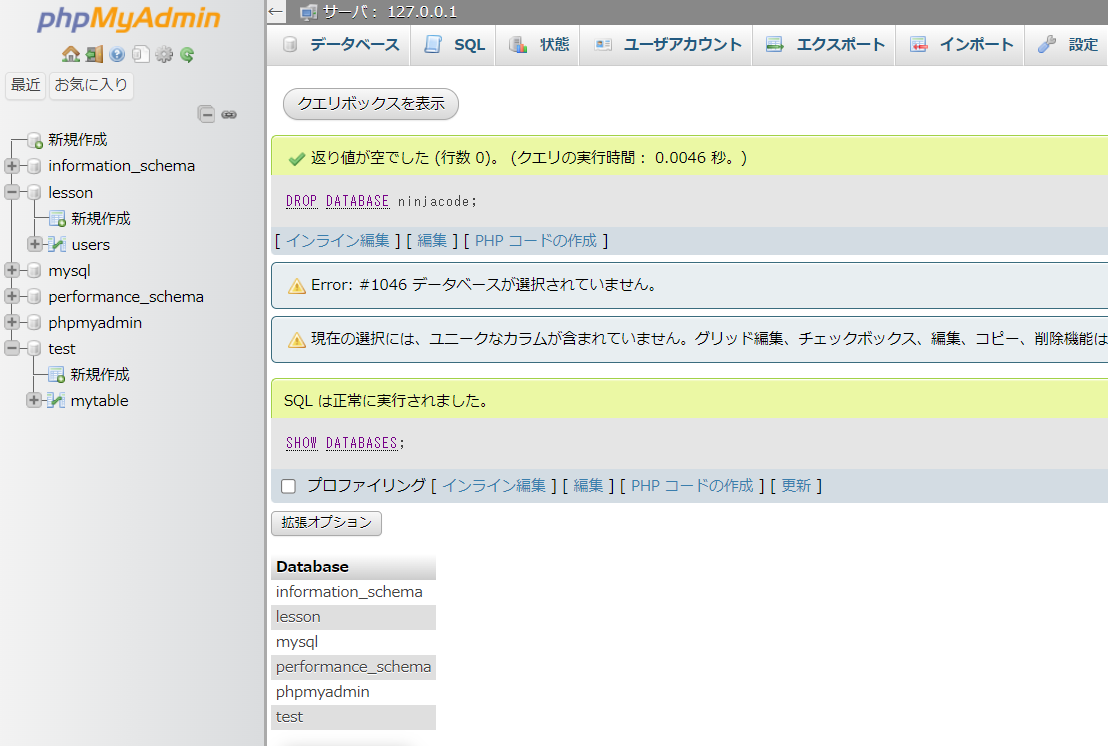 phpMyAdmin
最近 お気に入り
新規作成
information_schema
lesson
新規作成
users
mysql
performance_schema
phpmyadmin
test
新規作成
mytable
サーバ： 127.0.0.1
データベース SQL 状態 ユーザアカウント エクスポート インポート 設定
クエリボックスを表示
返り値が空でした (行数 0)。 (クエリの実行時間： 0.0046 秒。)
DROP DATABASE ninjacode;
[ インライン編集 ] [ 編集 ] [ PHP コードの作成 ]
Error: #1046 データベースが選択されていません。
現在の選択には、ユニークなカラムが含まれていません。グリッド編集、チェックボックス、編集、コピー、削除機能は
SQL は正常に実行されました。
SHOW DATABASES;
プロファイリング [ インライン編集 ] [ 編集 ] [ PHP コードの作成 ] [ 更新 ]
拡張オプション
Database
information_schema
lesson
mysql
performance_schema
phpmyadmin
test